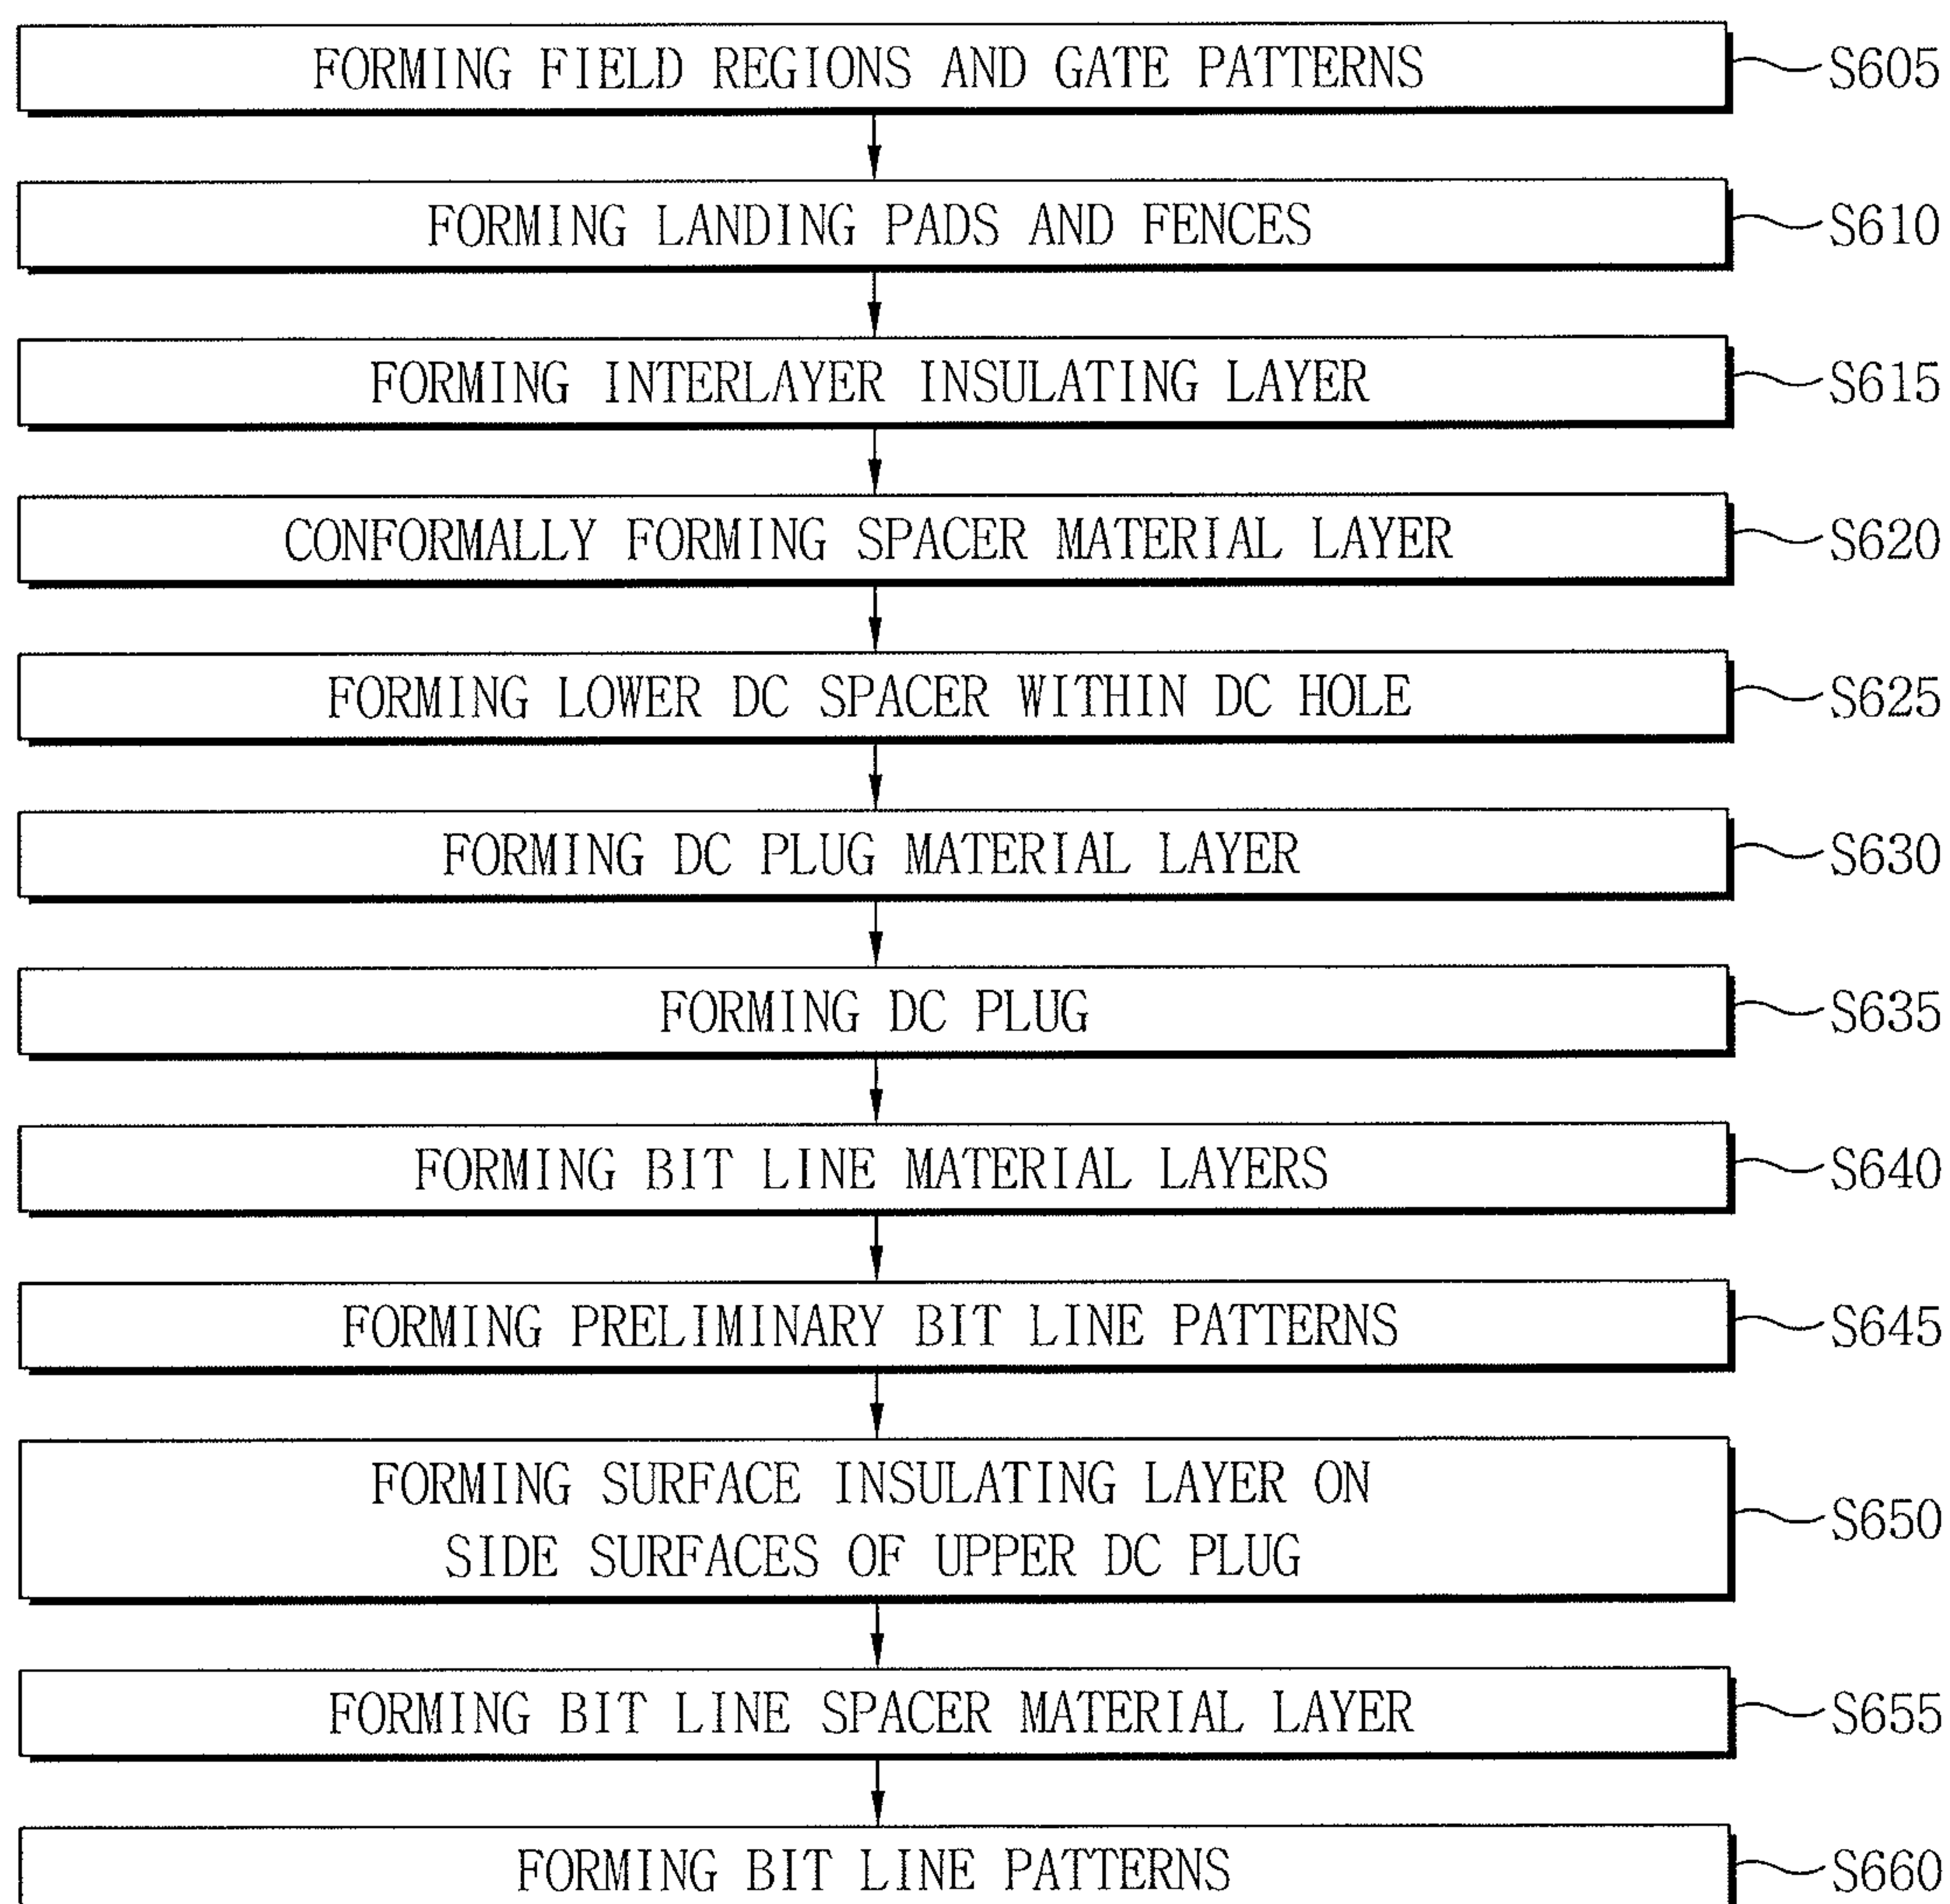 FORMING FIELD REGIONS AND GATE PATTERNS S605
FORMING LANDING PADS AND FENCES S610
FORMING INTERLAYER INSULATING LAYER S615
CONFORMALLY FORMING SPACER MATERIAL LAYER S620
FORMING LOWER DC SPACER WITHIN DC HOLE S625
FORMING DC PLUG MATERIAL LAYER S630
FORMING DC PLUG S635
FORMING BIT LINE MATERIAL LAYERS S640
FORMING PRELIMINARY BIT LINE PATTERNS S645
FORMING SURFACE INSULATING LAYER ON
SIDE SURFACES OF UPPER DC PLUG S650
FORMING BIT LINE SPACER MATERIAL LAYER S655
FORMING BIT LINE PATTERNS S660